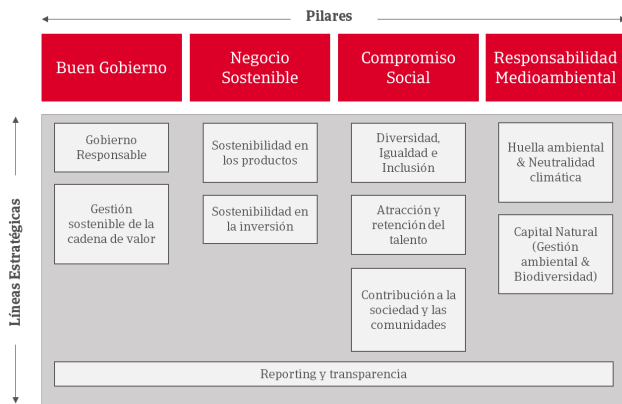 Pilares
Buen Gobierno
Negocio
Sostenible
Compromiso
Social
Responsabilidad
Medioambiental
Líneas Estratégicas
Gobierno
Responsable
Gestión
sostenible de la
cadena de valor
Sostenibilidad en
los productos
Sostenibilidad en
la inversión
Diversidad,
Igualdad e
Inclusión
Atracción y
retención del
talento
Contribución a la
sociedad y las
comunidades
Huella ambiental
& Neutralidad
climática
Capital Natural
(Gestión
ambiental &
Biodiversidad)
Reporting y transparencia